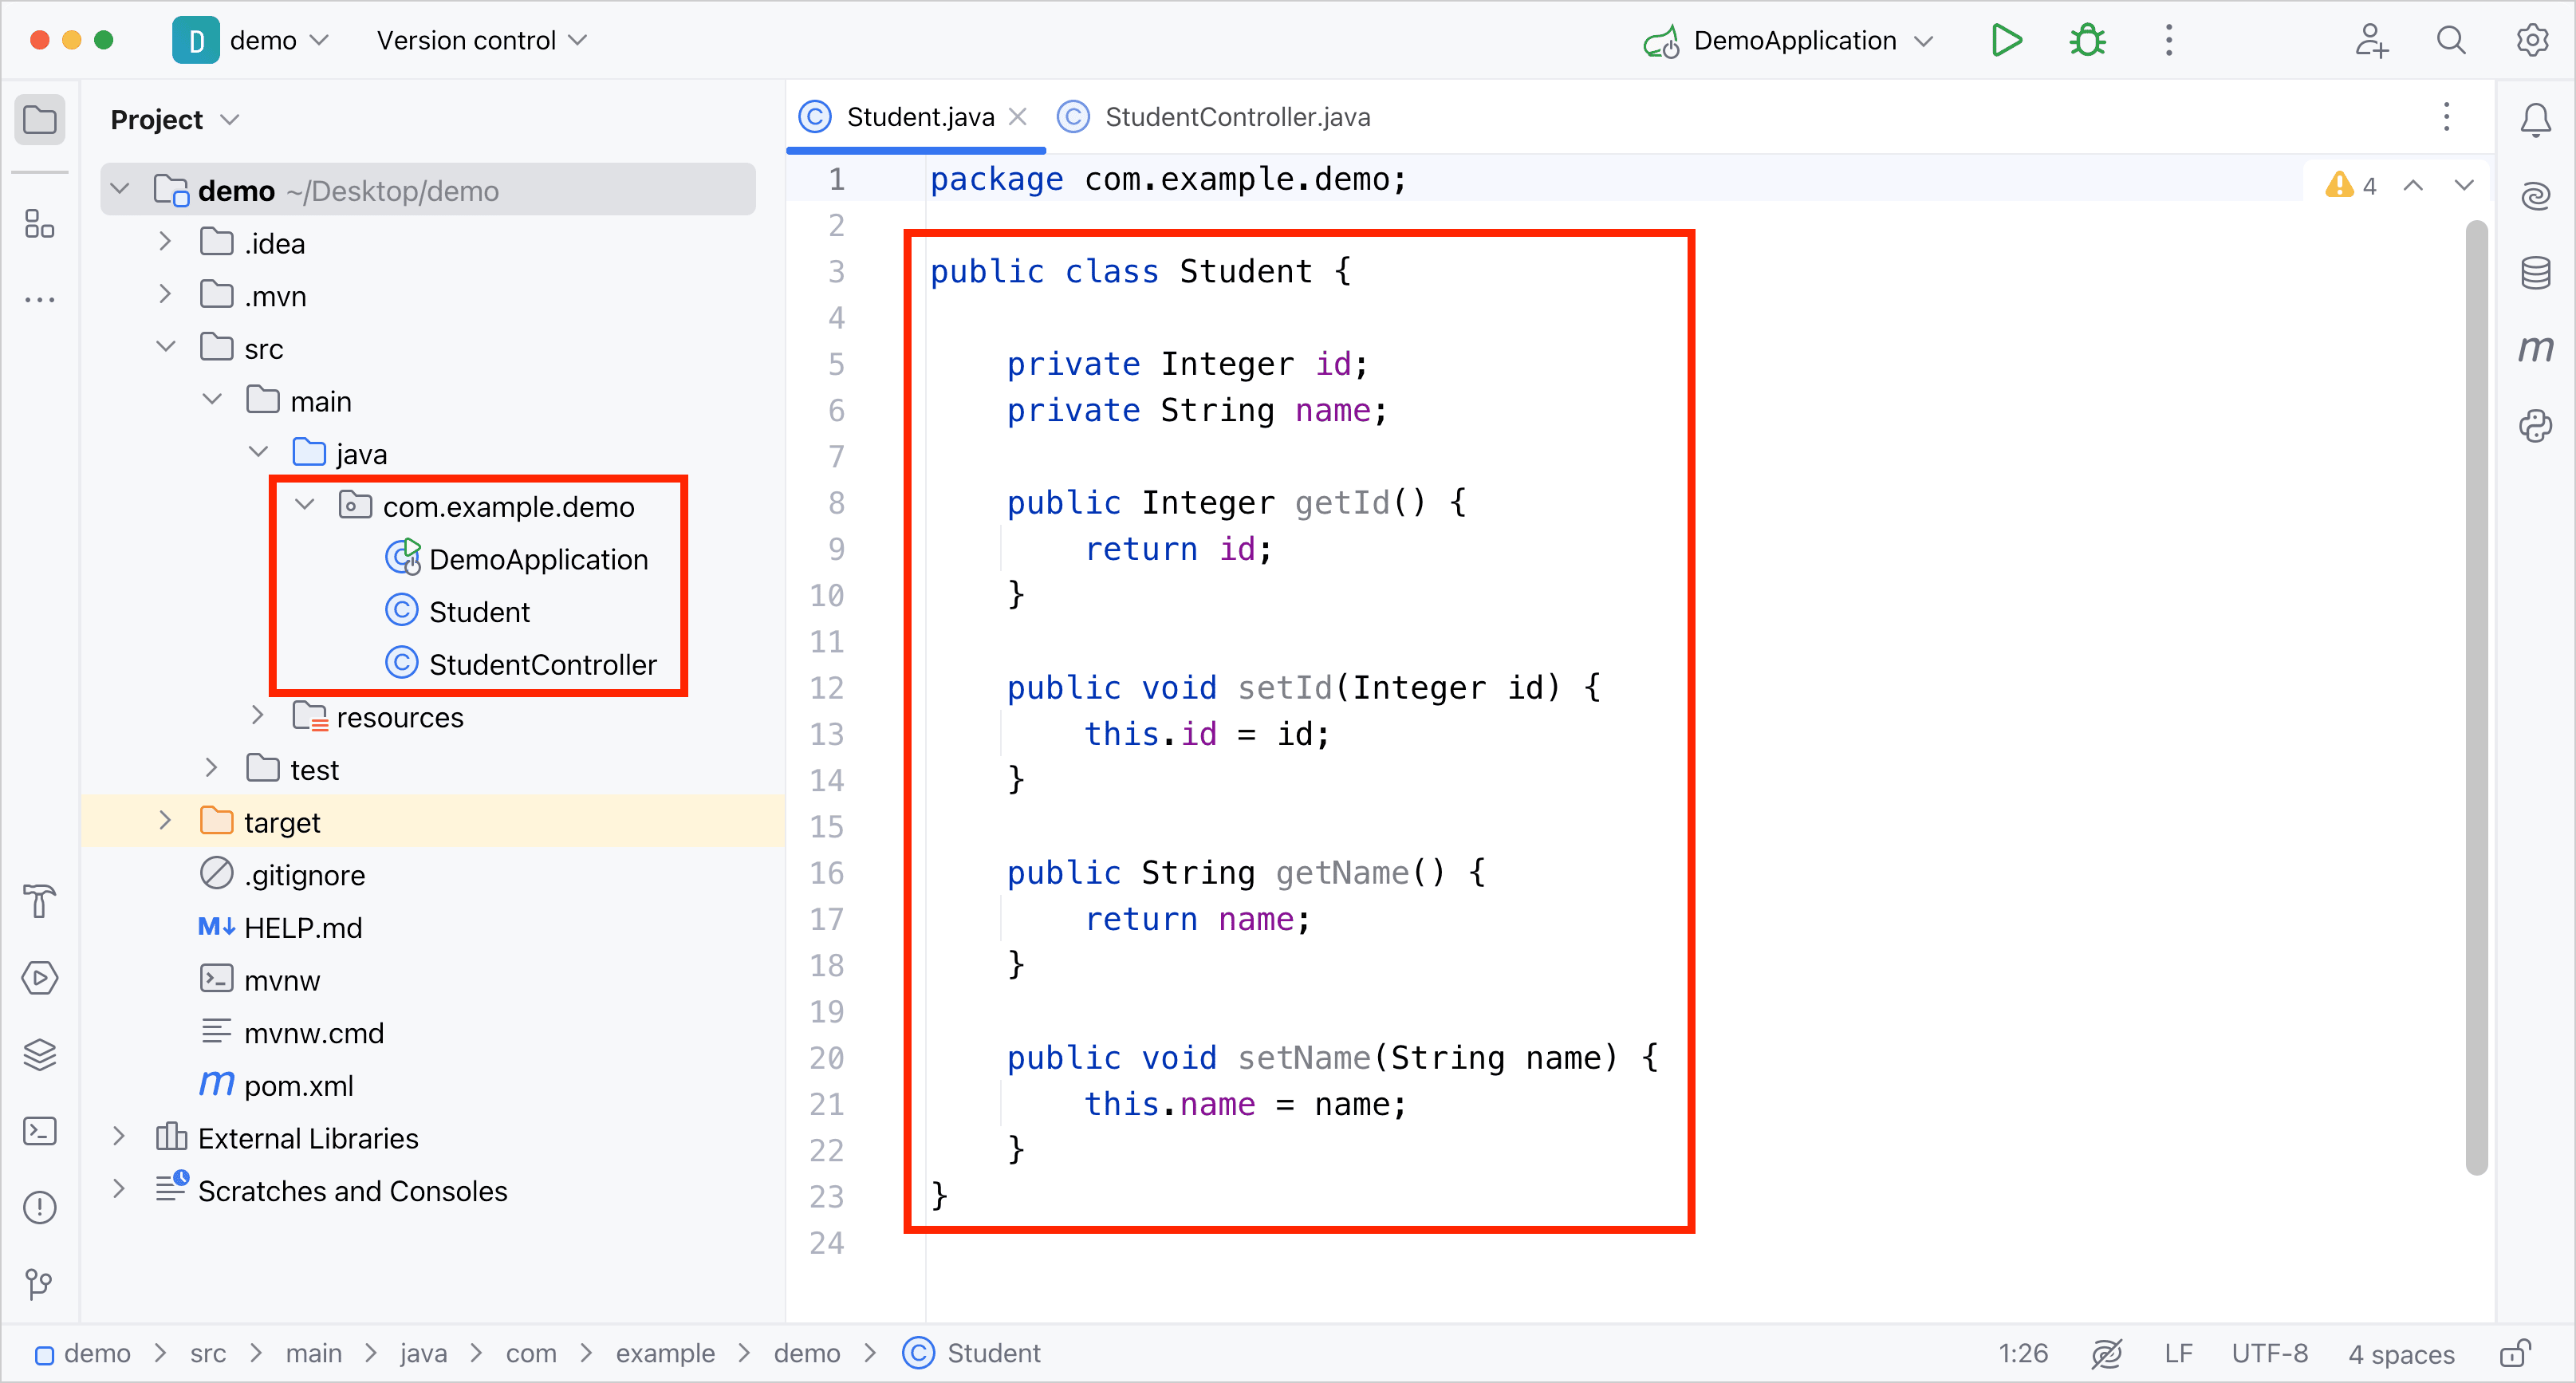 D demo Version control DemoApplication
Project
demo ~/Desktop/demo
.idea
.mvn
src
main
java
com.example.demo
DemoApplication
Student
StudentController
resources
test
target
.gitignore
M↓ HELP.md
mvnw
mvnw.cmd
m pom.xml
External Libraries
Scratches and Consoles
C Student.java C StudentController.java
4
1 package com.example.demo;
2
3 public class Student {
4
5     private Integer id;
6     private String name;
7
8     public Integer getId() {
9         return id;
10     }
11
12     public void setId(Integer id) {
13         this.id = id;
14     }
15
16     public String getName() {
17         return name;
18     }
19
20     public void setName(String name) {
21         this.name = name;
22     }
23 }
24
m
demo > src > main > java > com > example > demo > C Student
1:26 LF UTF-8 4 spaces